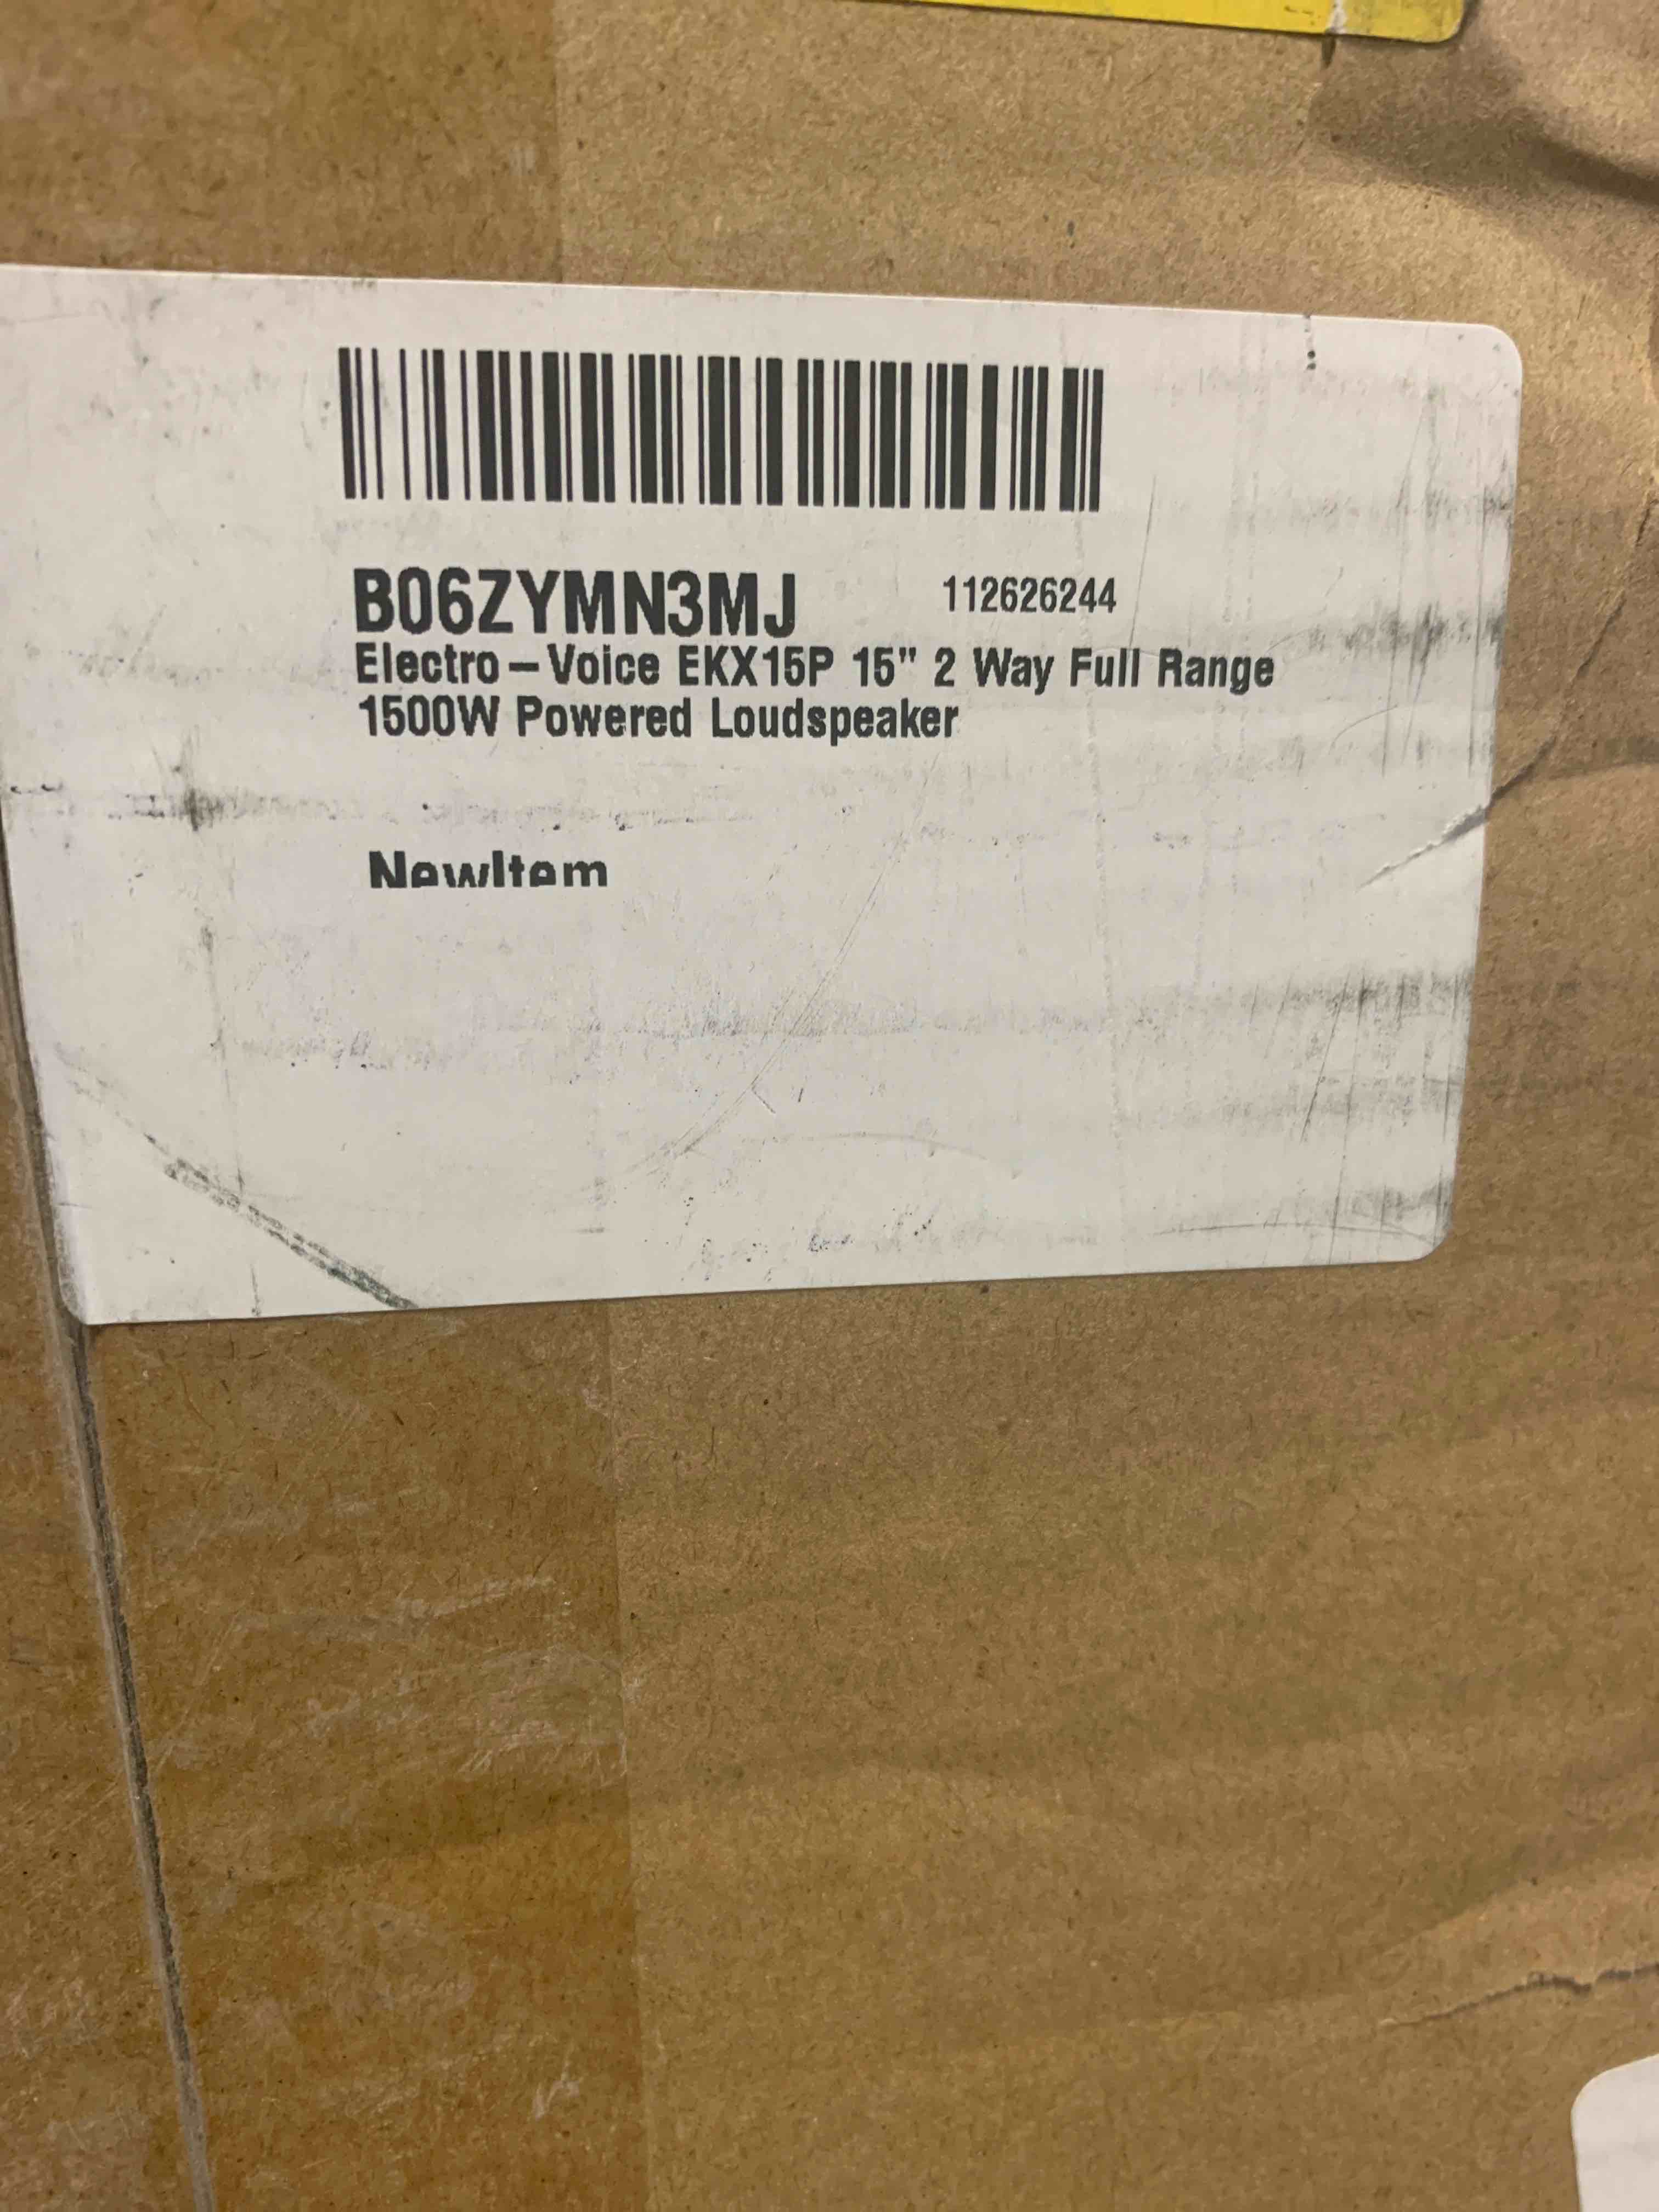 B06ZYMN3MJ 112626244
Electro-Voice EKX15P 15" 2 Way Full Range
1500W Powered Loudspeaker
NewItem